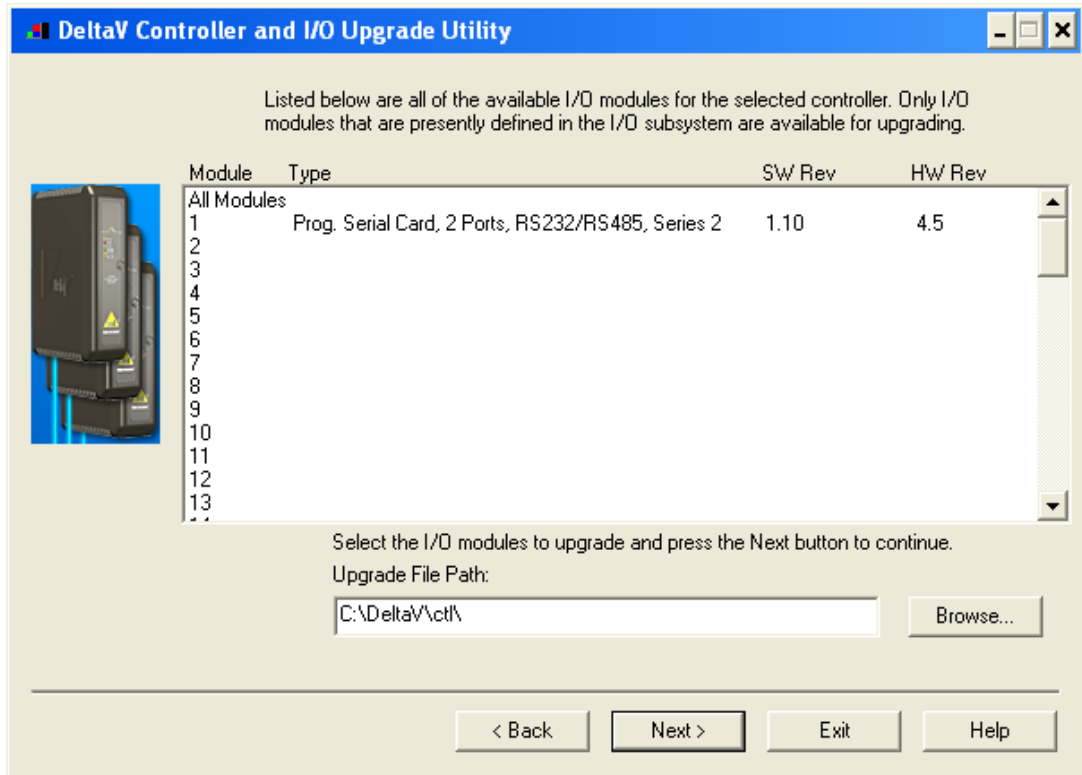 DeltaV Controller and I/O Upgrade Utility
Listed below are all of the available I/O modules for the selected controller. Only I/O
modules that are presently defined in the I/O subsystem are available for upgrading.
Module Type SW Rev HW Rev
All Modules
1 Prog. Serial Card, 2 Ports, RS232/RS485, Series 2 1.10 4.5
2
3
4
5
6
7
8
9
10
11
12
13
Select the I/O modules to upgrade and press the Next button to continue.
Upgrade File Path:
C:\DeltaV\ctl\
Browse...
< Back Next > Exit Help